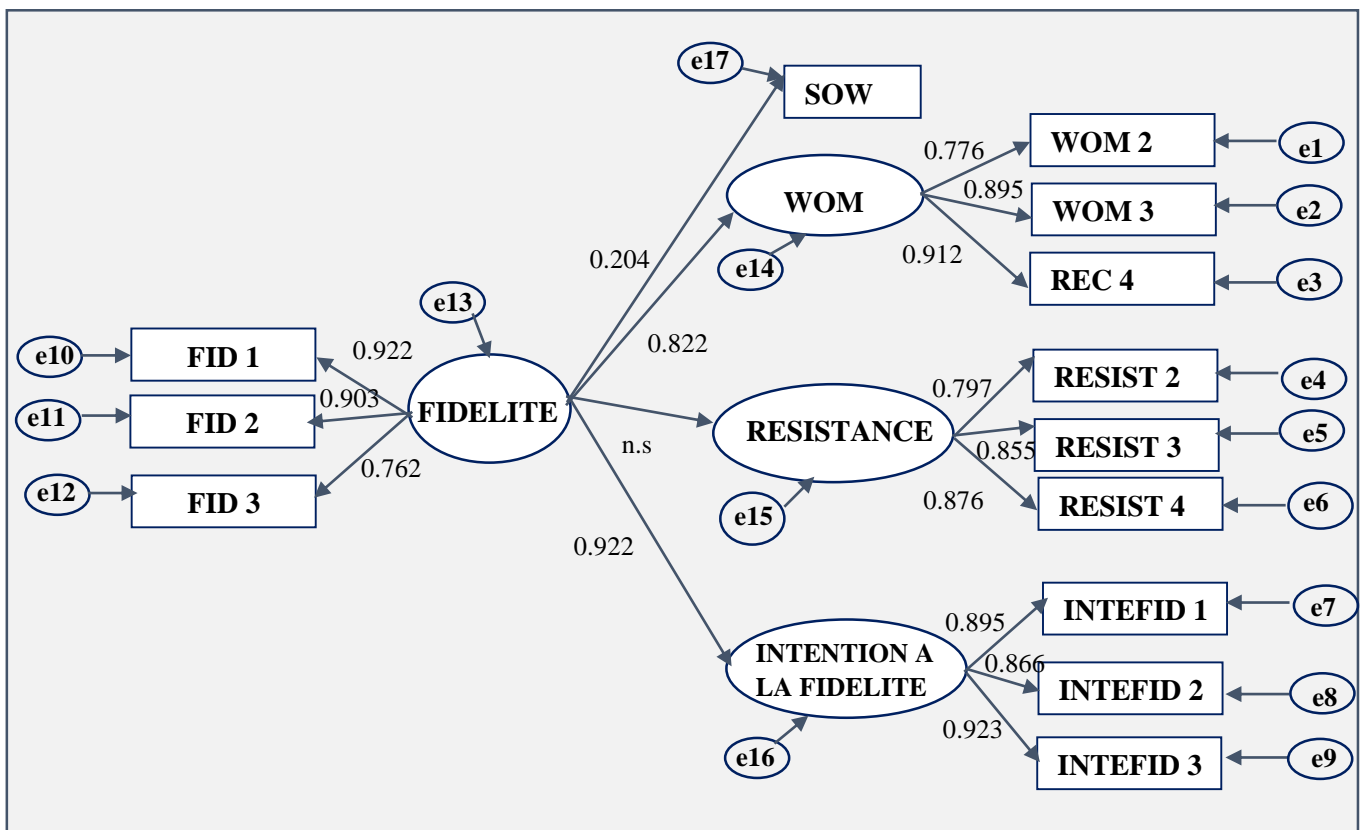 e17
SOW
WOM 2
e1
0.776
WOM
0.895
WOM 3
e2
0.204
e14
0.912
REC 4
e3
e13
0.822
e10
FID 1
0.922
RESIST 2
e4
0.797
e11
FID 2
0.903
FIDELITE
RESISTANCE
RESIST 3
e5
n.s
0.855
e12
FID 3
0.762
e15
0.876
RESIST 4
e6
0.922
INTEFID 1
e7
0.895
INTENTION A
LA FIDELITE
0.866
INTEFID 2
e8
0.923
e16
INTEFID 3
e9